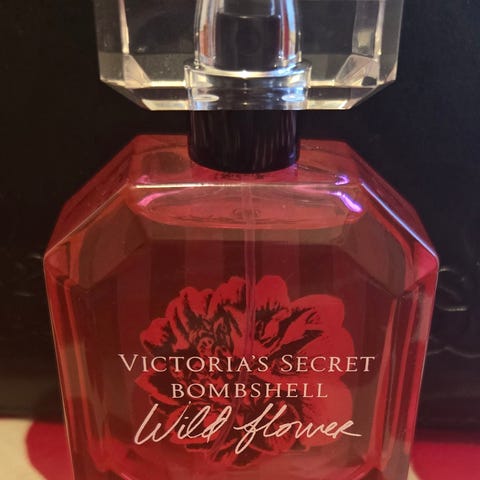 VICTORIA'S SECRET
BOMBSHELL
Wild flower